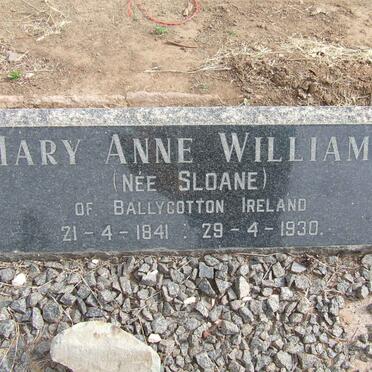 MARY ANNE WILLIAM
(NÉE SLOANE)
OF BALLYCOTTON IRELAND
21-4-1841 : 29-4-1930.